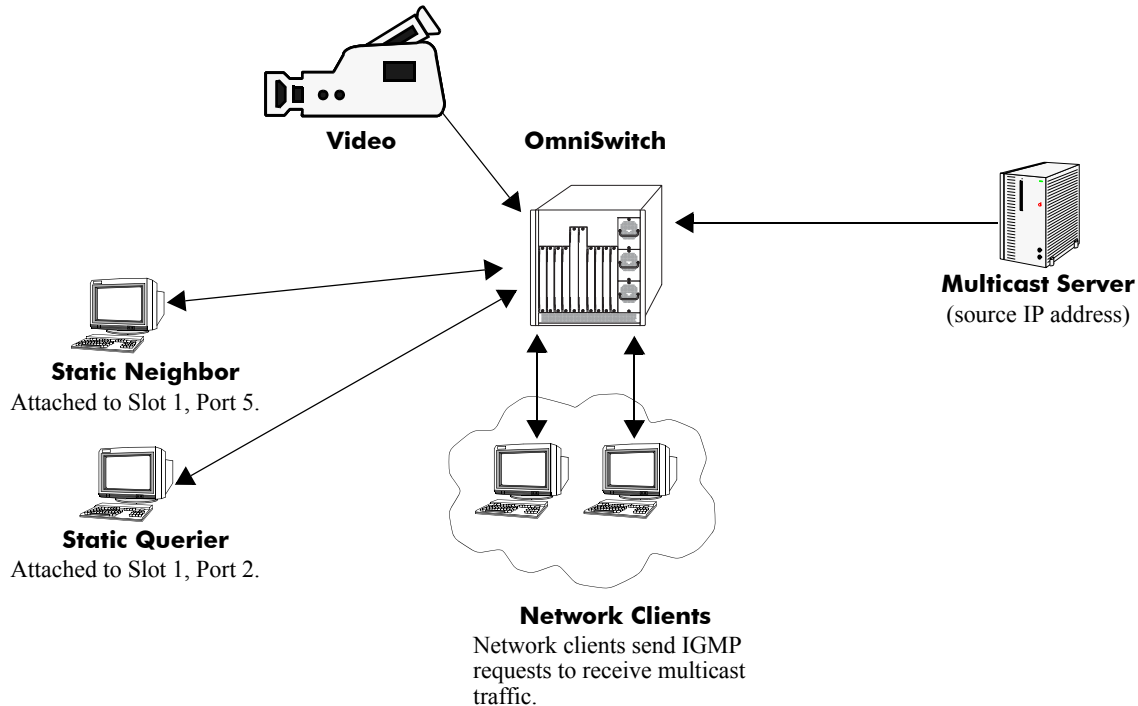 Video
OmniSwitch
Multicast Server
(source IP address)
Static Neighbor
Attached to Slot 1, Port 5.
Static Querier
Attached to Slot 1, Port 2.
Network Clients
Network clients send IGMP
requests to receive multicast
traffic.